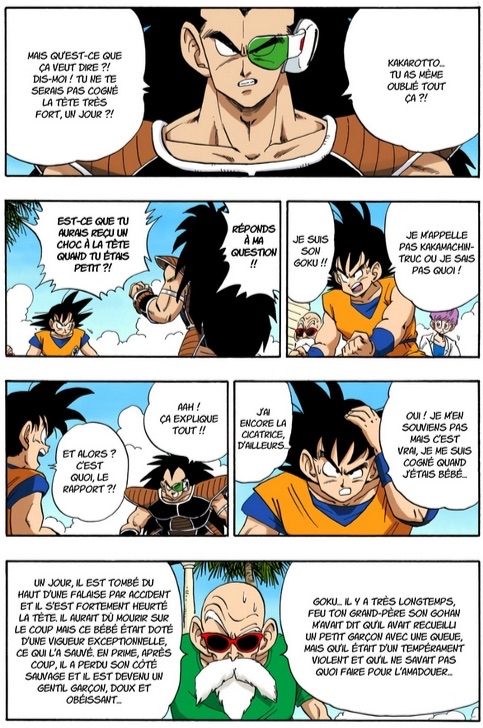 KAKAROTTO...
TU AS MÊME
OUBLIÉ TOUT
ÇA ?!
MAIS QU'EST-CE QUE
ÇA VEUT DIRE ?!
DIS-MOI ! TU NE TE
SERAIS PAS COGNÉ
LA TÊTE TRÈS
FORT, UN JOUR ?!
JE M'APPELLE
PAS KAKAMACHIN-
TRUC OU JE SAIS
PAS QUOI !
JE SUIS
SON
GOKU !!
RÉPONDS
À MA
QUESTION
!!
EST-CE QUE TU
AURAIS REÇU UN
CHOC À LA TÊTE
QUAND TU ÉTAIS
PETIT ?!
OUI ! JE M'EN
SOUVIENS PAS
MAIS C'EST
VRAI, JE ME SUIS
COGNÉ QUAND
J'ÉTAIS BÉBÉ...
J'AI
ENCORE LA
CICATRICE,
D'AILLEURS...
AAH !
ÇA EXPLIQUE
TOUT !!
ET ALORS ?
C'EST
QUOI, LE
RAPPORT ?!
GOKU... IL Y A TRÈS LONGTEMPS,
FEU TON GRAND-PÈRE SON GOHAN
M'AVAIT DIT QU'IL AVAIT RECUEILLI
UN PETIT GARÇON AVEC UNE QUEUE,
MAIS QU'IL ÉTAIT D'UN TEMPÉRAMENT
VIOLENT ET QU'IL NE SAVAIT PAS
QUOI FAIRE POUR L'AMADOUER...
UN JOUR, IL EST TOMBÉ DU
HAUT D'UNE FALAISE PAR ACCIDENT
ET IL S'EST FORTEMENT HEURTÉ
LA TÊTE. IL AURAIT DÛ MOURIR SUR
LE COUP MAIS CE BÉBÉ ÉTAIT DOTÉ
D'UNE VIGUEUR EXCEPTIONNELLE,
CE QUI L'A SAUVÉ. EN PRIME, APRÈS
COUP, IL A PERDU SON CÔTÉ
SAUVAGE ET IL EST DEVENU UN
GENTIL GARÇON, DOUX ET
OBÉISSANT...